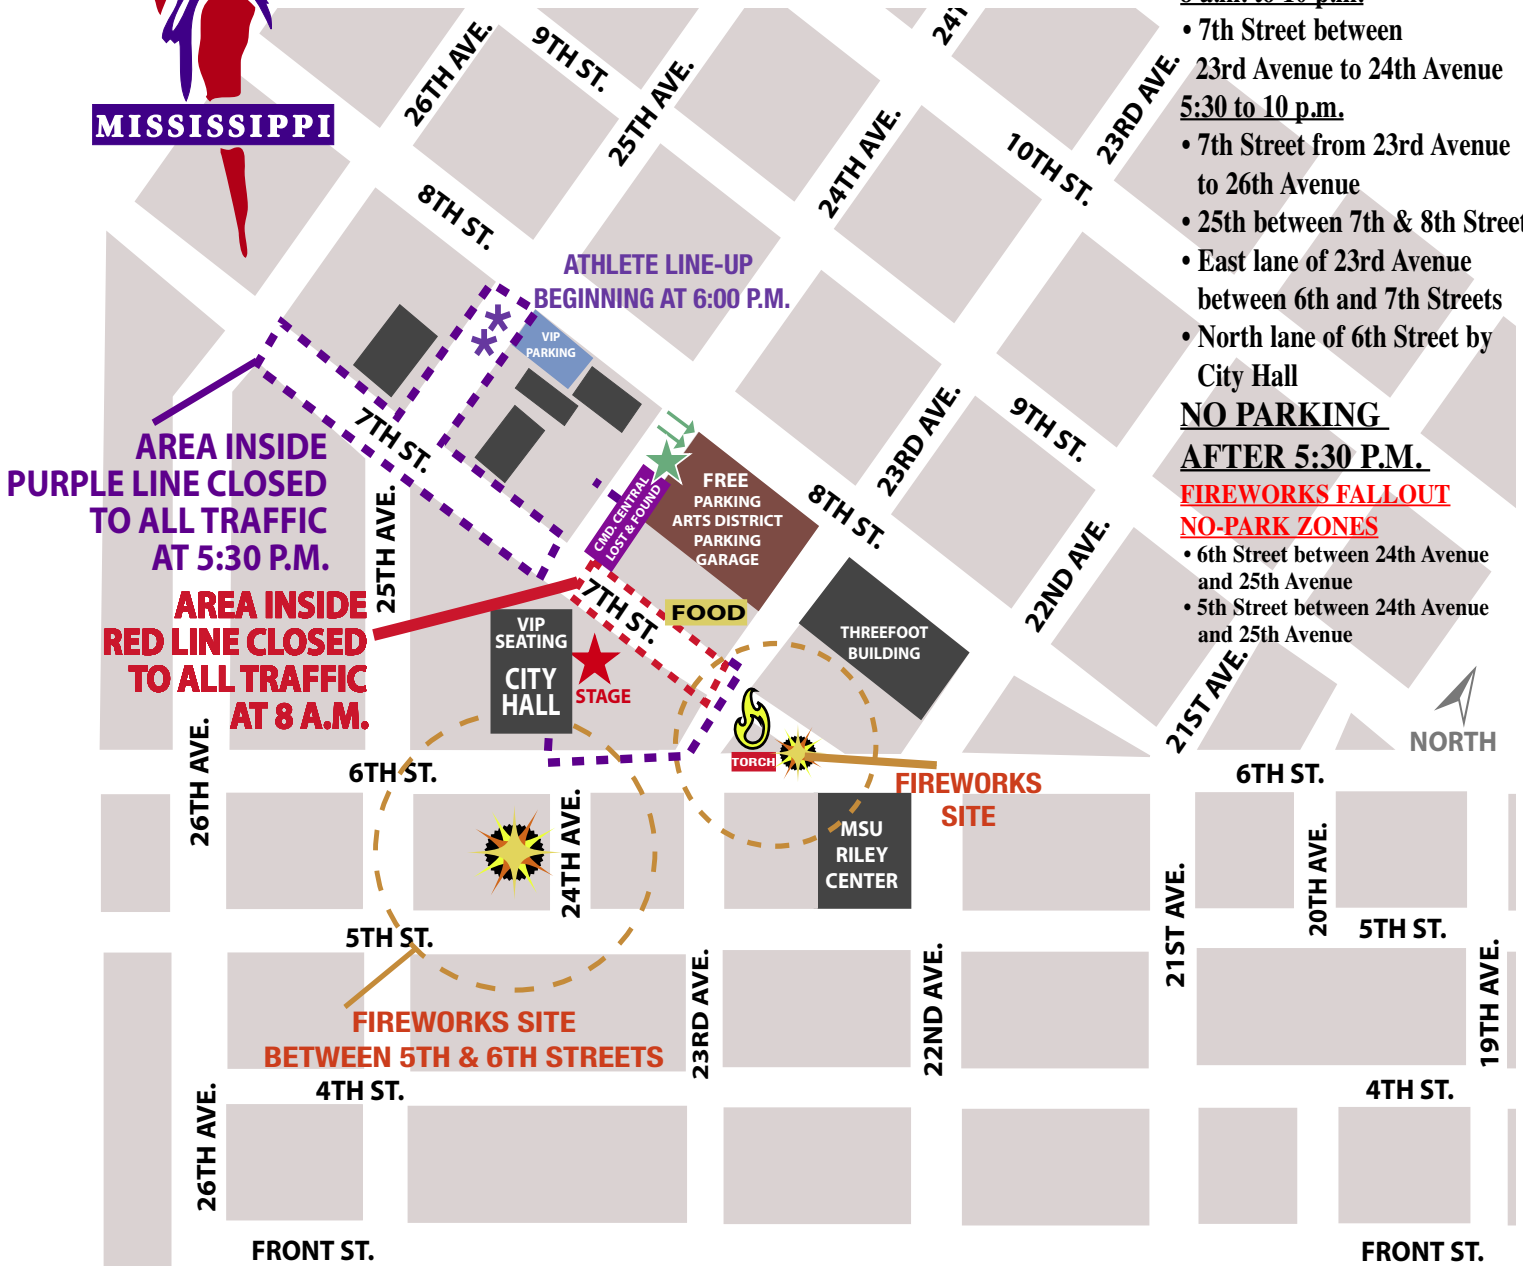 MISSISSIPPI
26TH AVE.
9TH ST.
25TH AVE.
24TH AVE.
23RD AVE.
10TH ST.
8TH ST.
• 7th Street between
23rd Avenue to 24th Avenue
5:30 to 10 p.m.
• 7th Street from 23rd Avenue
to 26th Avenue
• 25th between 7th & 8th Street
• East lane of 23rd Avenue
between 6th and 7th Streets
• North lane of 6th Street by
City Hall
NO PARKING
AFTER 5:30 P.M.
FIREWORKS FALLOUT
NO-PARK ZONES
• 6th Street between 24th Avenue
and 25th Avenue
• 5th Street between 24th Avenue
and 25th Avenue
ATHLETE LINE-UP
BEGINNING AT 6:00 P.M.
VIP
PARKING
7TH ST.
AREA INSIDE
PURPLE LINE CLOSED
TO ALL TRAFFIC
AT 5:30 P.M.
25TH AVE.
CMD. CENTRAL
LOST & FOUND
FREE
PARKING
ARTS DISTRICT
PARKING
GARAGE
8TH ST.
23RD AVE.
9TH ST.
22ND AVE.
AREA INSIDE
RED LINE CLOSED
TO ALL TRAFFIC
AT 8 A.M.
7TH ST.
FOOD
VIP
SEATING
CITY
HALL
STAGE
THREEFOOT
BUILDING
21ST AVE.
NORTH
TORCH
FIREWORKS
SITE
26TH AVE.
6TH ST.
6TH ST.
24TH AVE.
MSU
RILEY
CENTER
20TH AVE.
21ST AVE.
5TH ST.
5TH ST.
23RD AVE.
22ND AVE.
19TH AVE.
FIREWORKS SITE
BETWEEN 5TH & 6TH STREETS
4TH ST.
4TH ST.
26TH AVE.
FRONT ST.
FRONT ST.